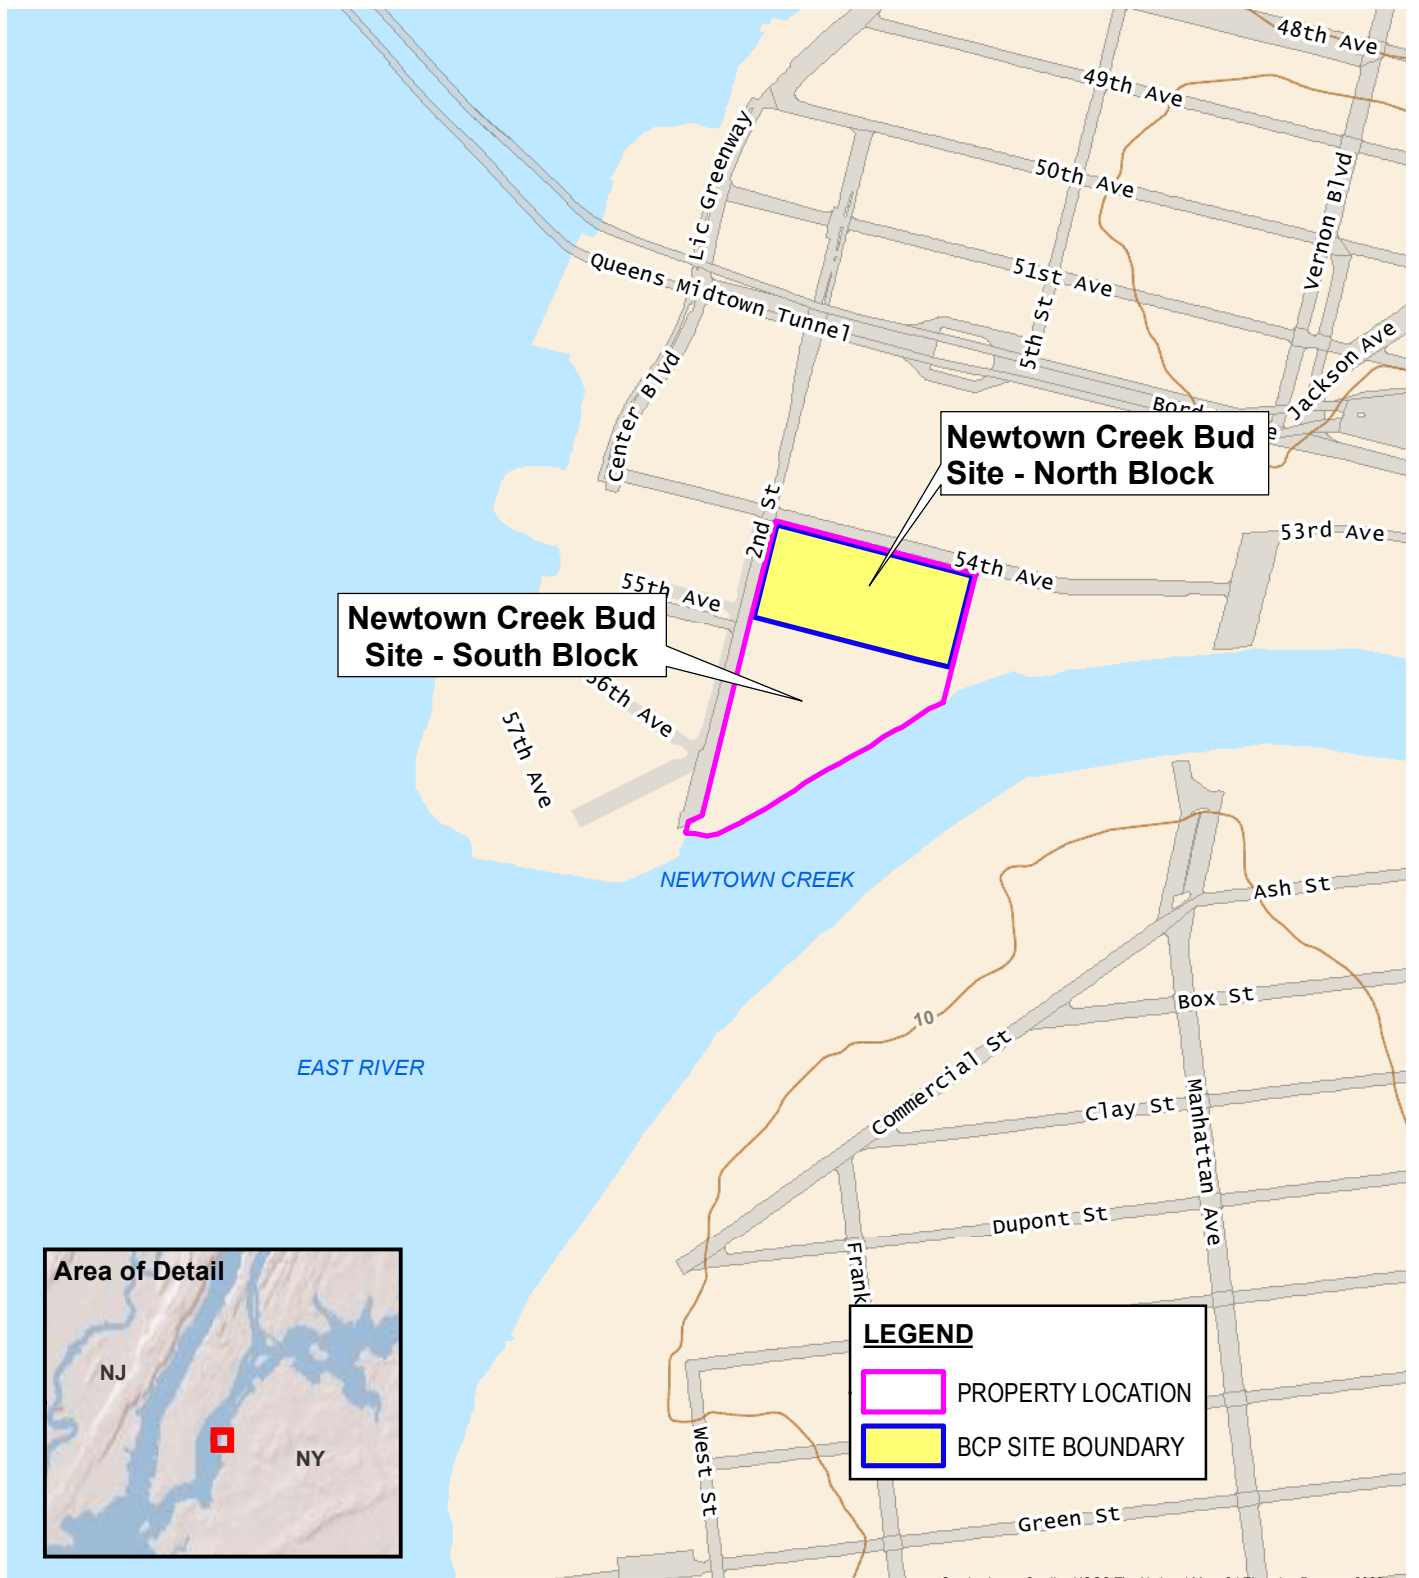 48th Ave
49th Ave
Lic Greenway
50th Ave
Vernon Blvd
Queens Midtown Tunnel
51st Ave
5th St
Jackson Ave
Center Blvd
Newtown Creek Bud
Site - North Block
2nd St
53rd Ave
54th Ave
55th Ave
Newtown Creek Bud
Site - South Block
56th Ave
57th Ave
NEWTOWN CREEK
Ash St
Box St
10
Commercial St
EAST RIVER
Clay St
Manhattan Ave
Dupont St
Frank
Area of Detail
NJ
NY
LEGEND
PROPERTY LOCATION
BCP SITE BOUNDARY
West St
Green St